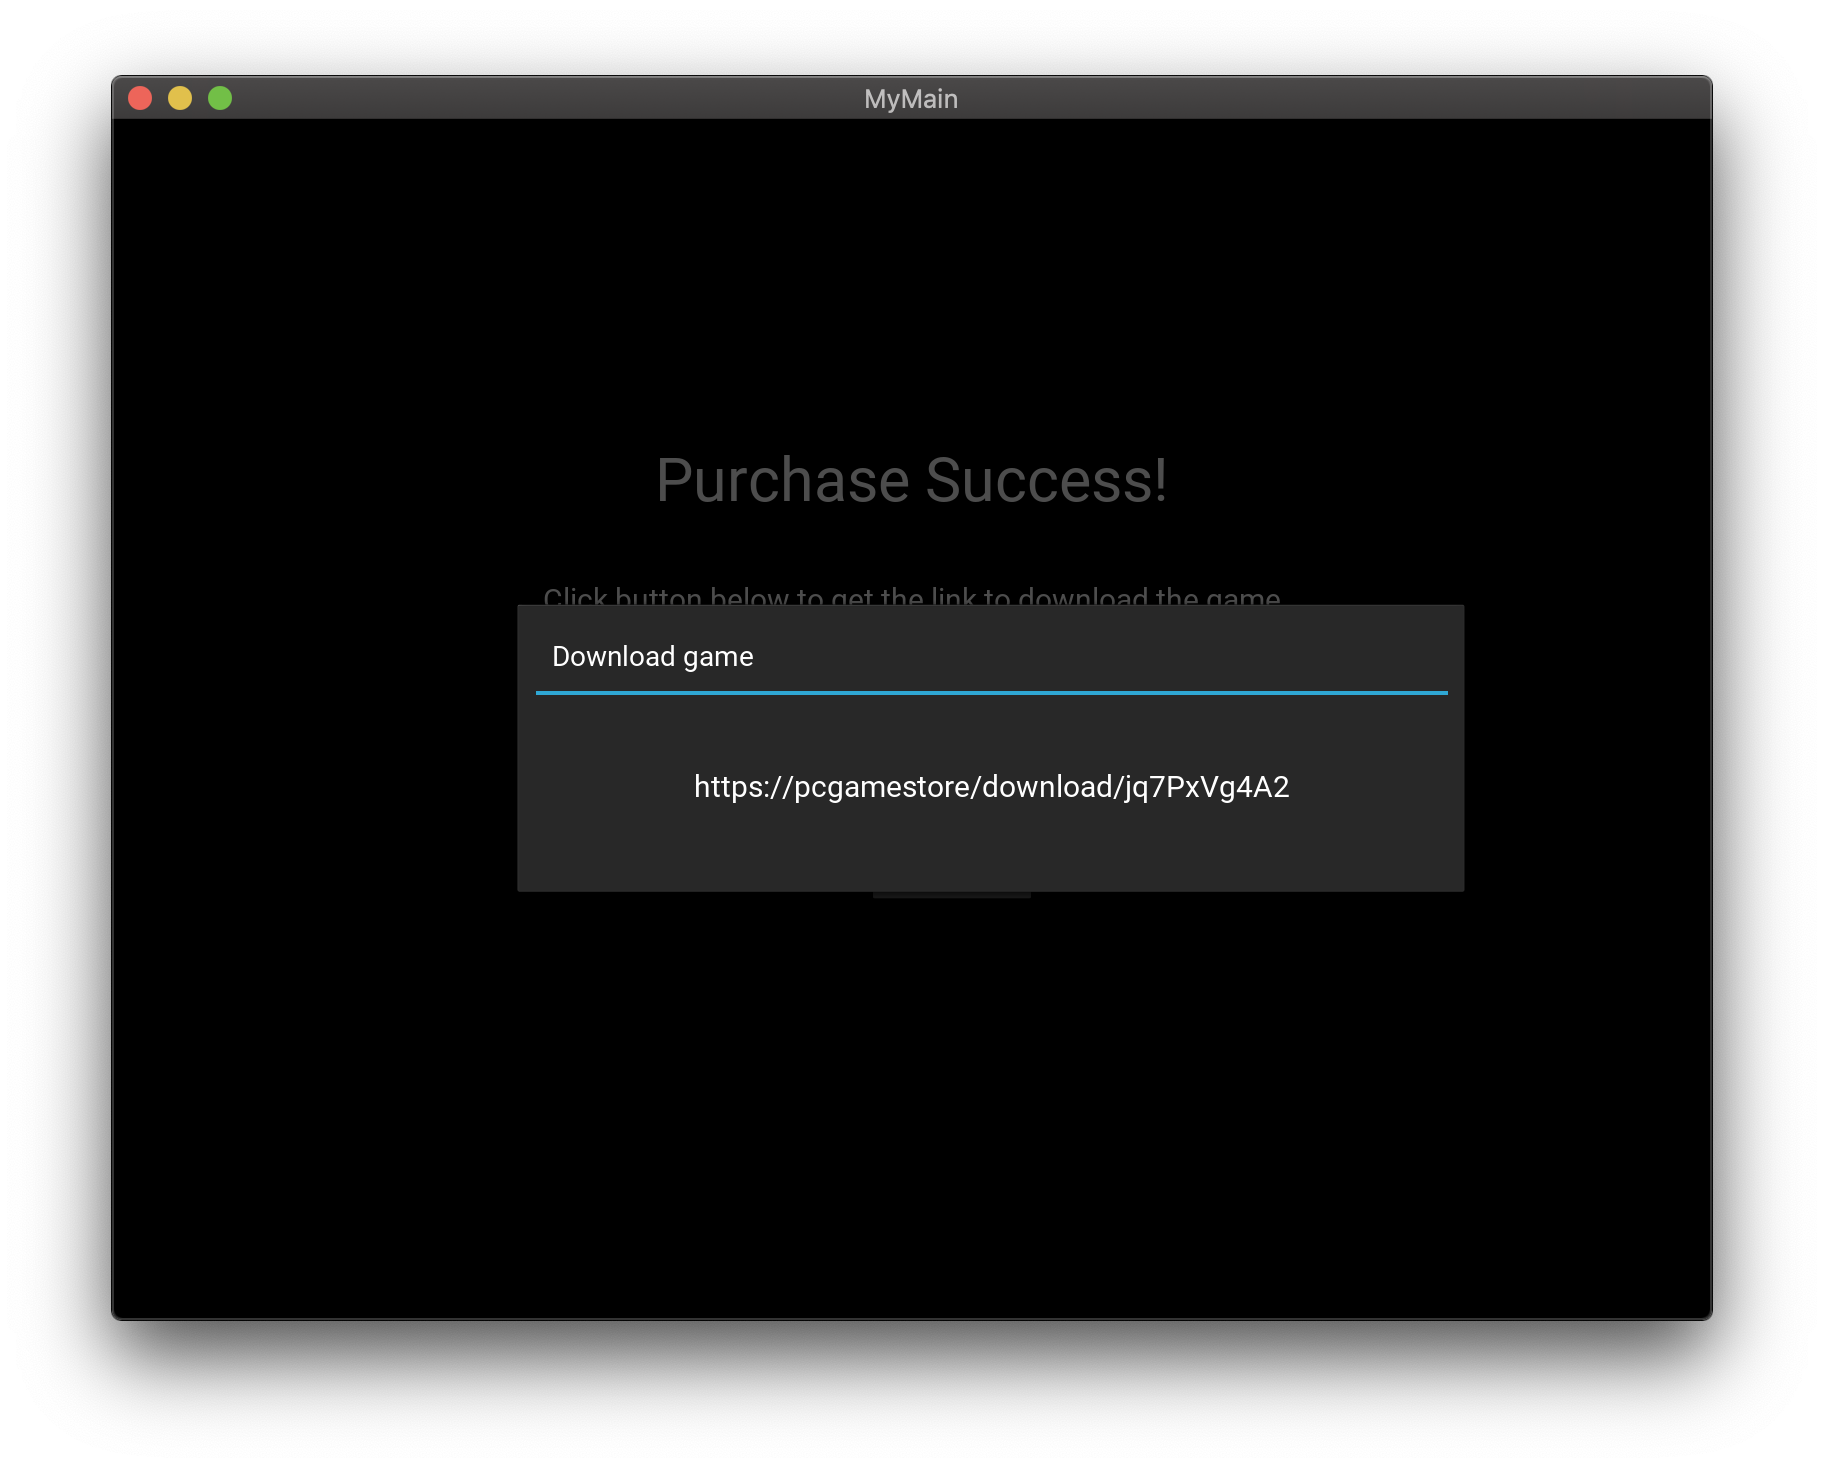 MyMain
Purchase Success!
Click button below to get the link to download the game
Download game
https://pcgamestore/download/jq7PxVg4A2